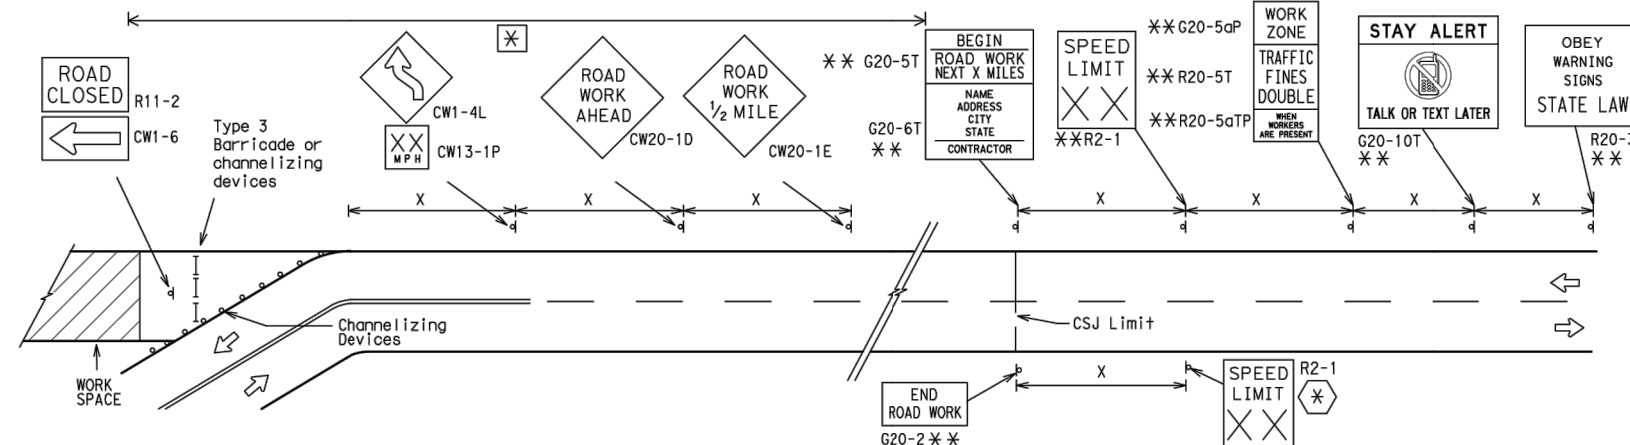 ROAD
CLOSED
R11-2
CW1-6
Type 3
Barricade or
channelizing
devices
*
CW1-4L
XX
MPH
CW13-1P
ROAD
WORK
AHEAD
CW20-1D
ROAD
WORK
1/2 MILE
CW20-1E
** G20-5T
G20-6T
**
BEGIN
ROAD WORK
NEXT X MILES
NAME
ADDRESS
CITY
STATE
CONTRACTOR
SPEED
LIMIT
XX
**R2-1
**G20-5aP
**R20-5T
**R20-5aTP
WORK
ZONE
TRAFFIC
FINES
DOUBLE
WHEN
WORKERS
ARE PRESENT
STAY ALERT
TALK OR TEXT LATER
G20-10T
**
OBEY
WARNING
SIGNS
STATE LAW
R20-3
**
X X X X X X X
Channelizing
Devices
WORK
SPACE
CSJ Limit
X
END
ROAD WORK
G20-2 **
SPEED
LIMIT
XX
R2-1
*